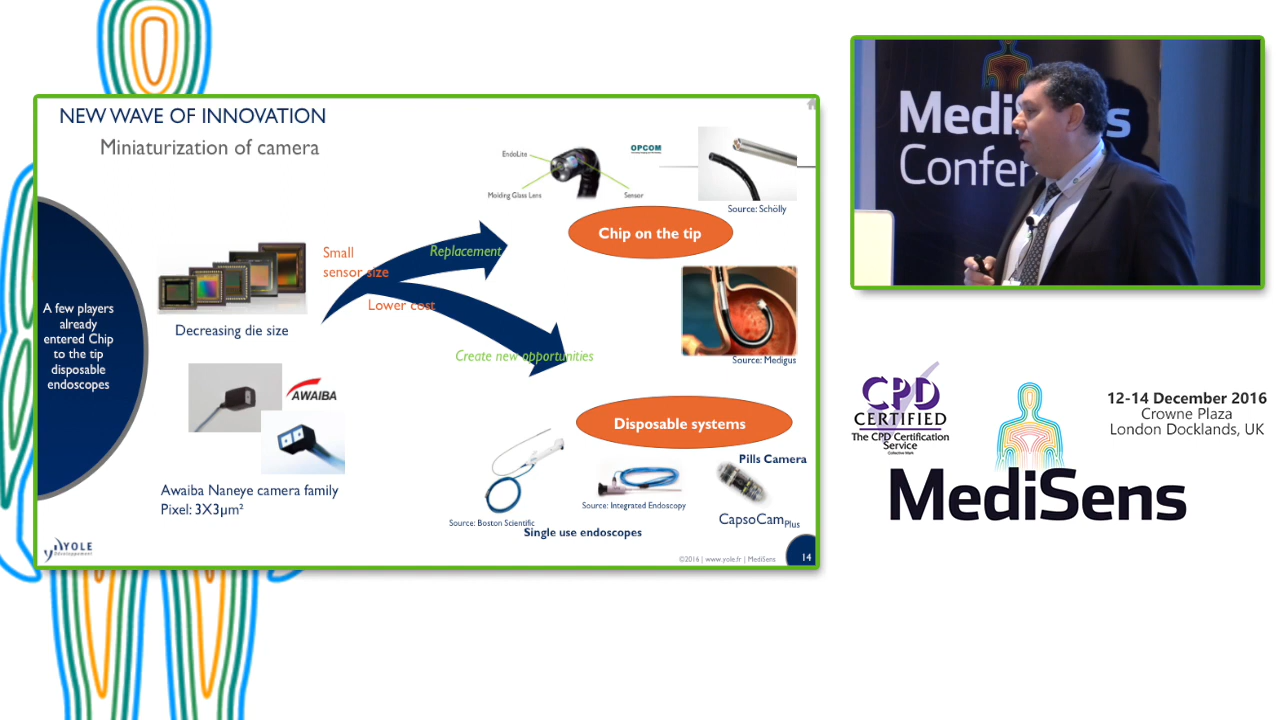 NEW WAVE OF INNOVATION
Miniaturization of camera
A few players
already
entered Chip
to the tip
disposable
endoscopes
Decreasing die size
AWAIBA
Awaiba Naneye camera family
Pixel: 3X3µm²
Small
sensor size
Replacement
Lower cost
Create new opportunities
EndoLite
Molding Glass Lens
Sensor
OPCOM
Source: Schölly
Chip on the tip
Source: Medigus
Disposable systems
Pills Camera
Source: Boston Scientific
Source: Integrated Endoscopy
CapsoCam Plus
Single use endoscopes
YOLE
Développement
©2016 | www.yole.fr | MediSens
14
Medi s
Confer
CPD
CERTIFIED
The CPD Certification
Service
Collective Mark
12-14 December 2016
Crowne Plaza
London Docklands, UK
MediSens